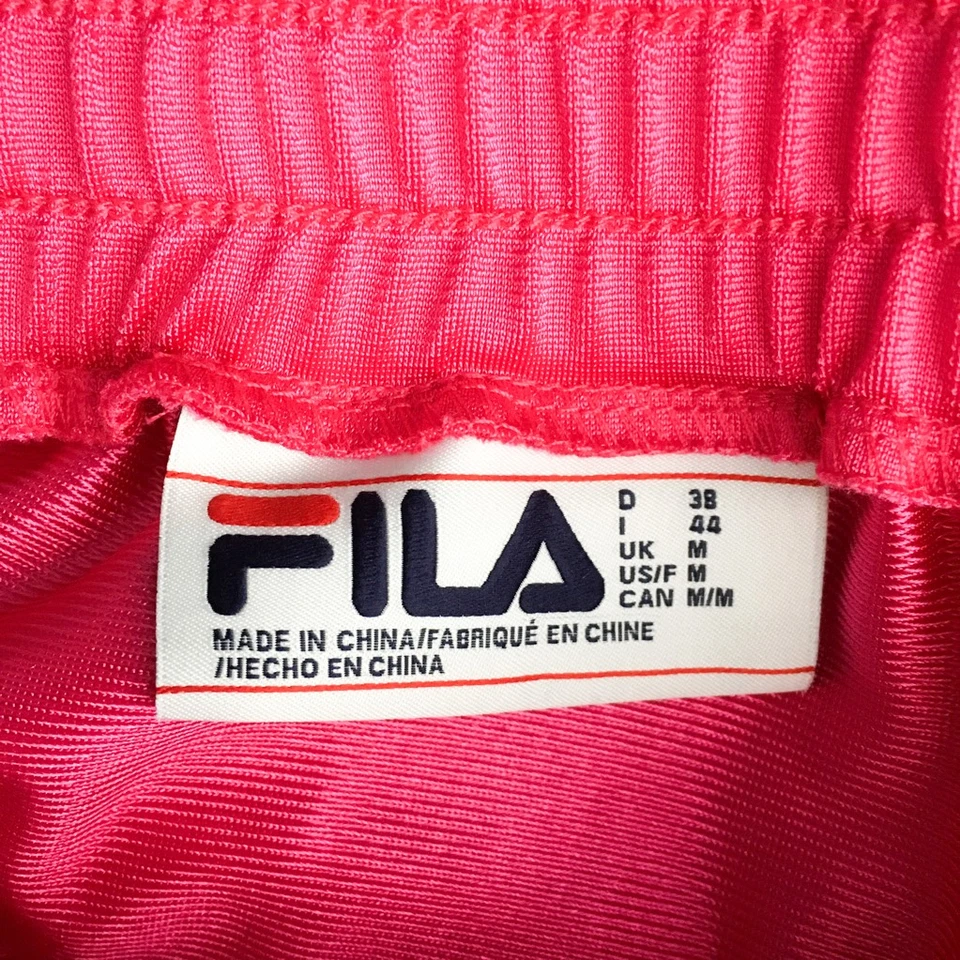 FILA
D 38
I 44
UK M
US/F M
CAN M/M
MADE IN CHINA/FABRIQUÉ EN CHINE
/HECHO EN CHINA